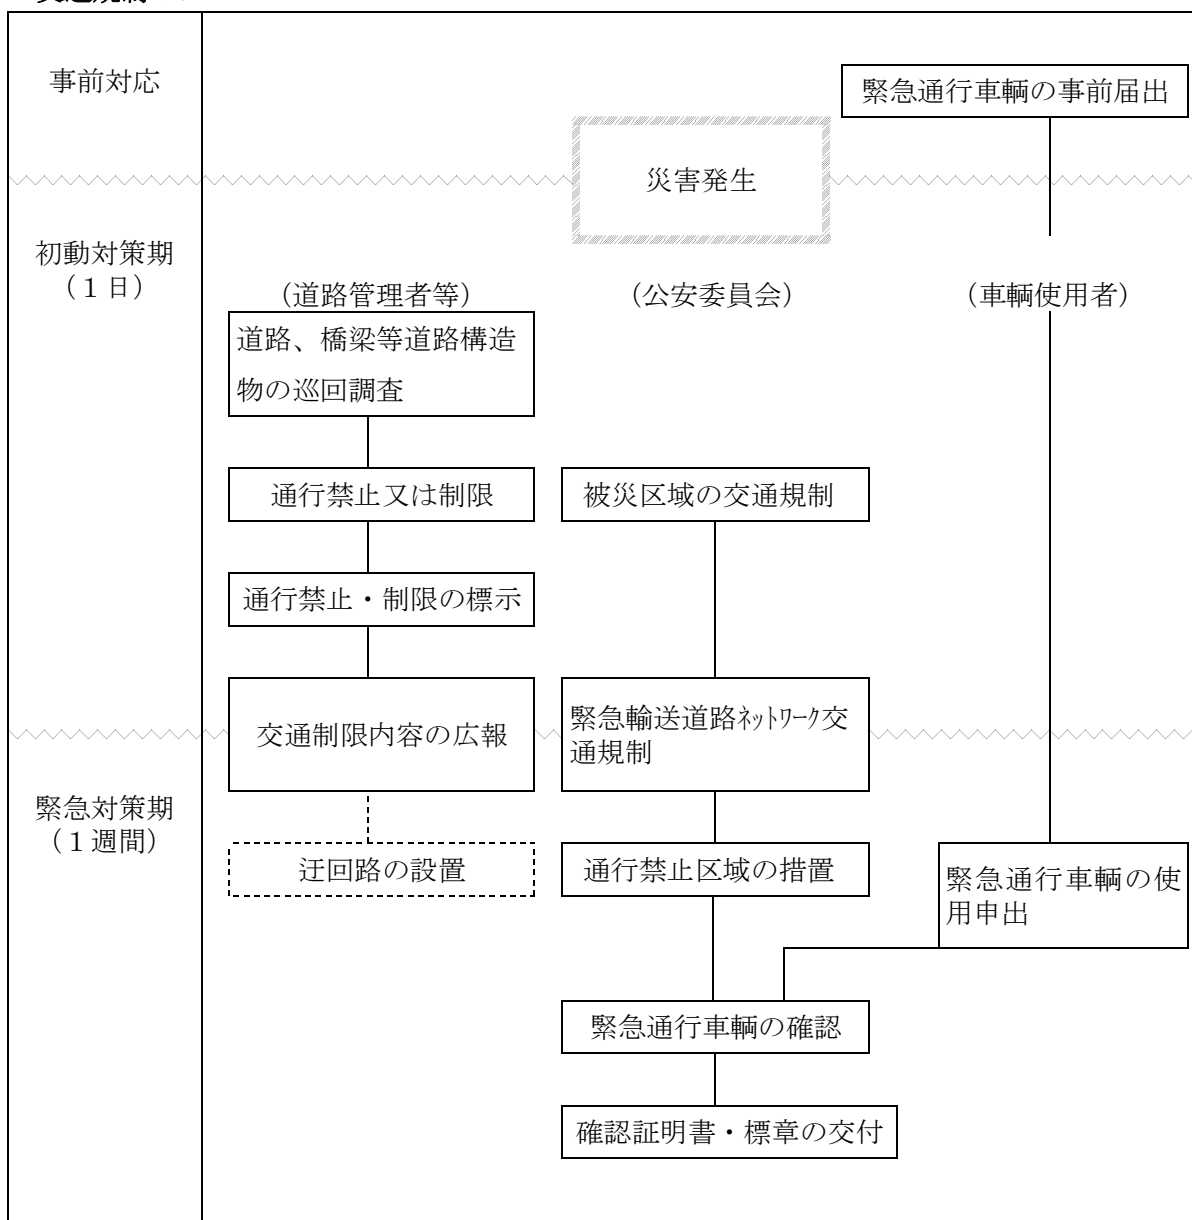 事前対応
緊急通行車輌の事前届出
災害発生
初動対策期
(1日)
(道路管理者等)
(公安委員会)
(車輌使用者)
道路、橋梁等道路構造
物の巡回調査
通行禁止又は制限
被災区域の交通規制
通行禁止・制限の標示
交通制限内容の広報
緊急輸送道路ネットワーク交
通規制
緊急対策期
(1週間)
迂回路の設置
通行禁止区域の措置
緊急通行車輌の使
用申出
緊急通行車輌の確認
確認証明書・標章の交付